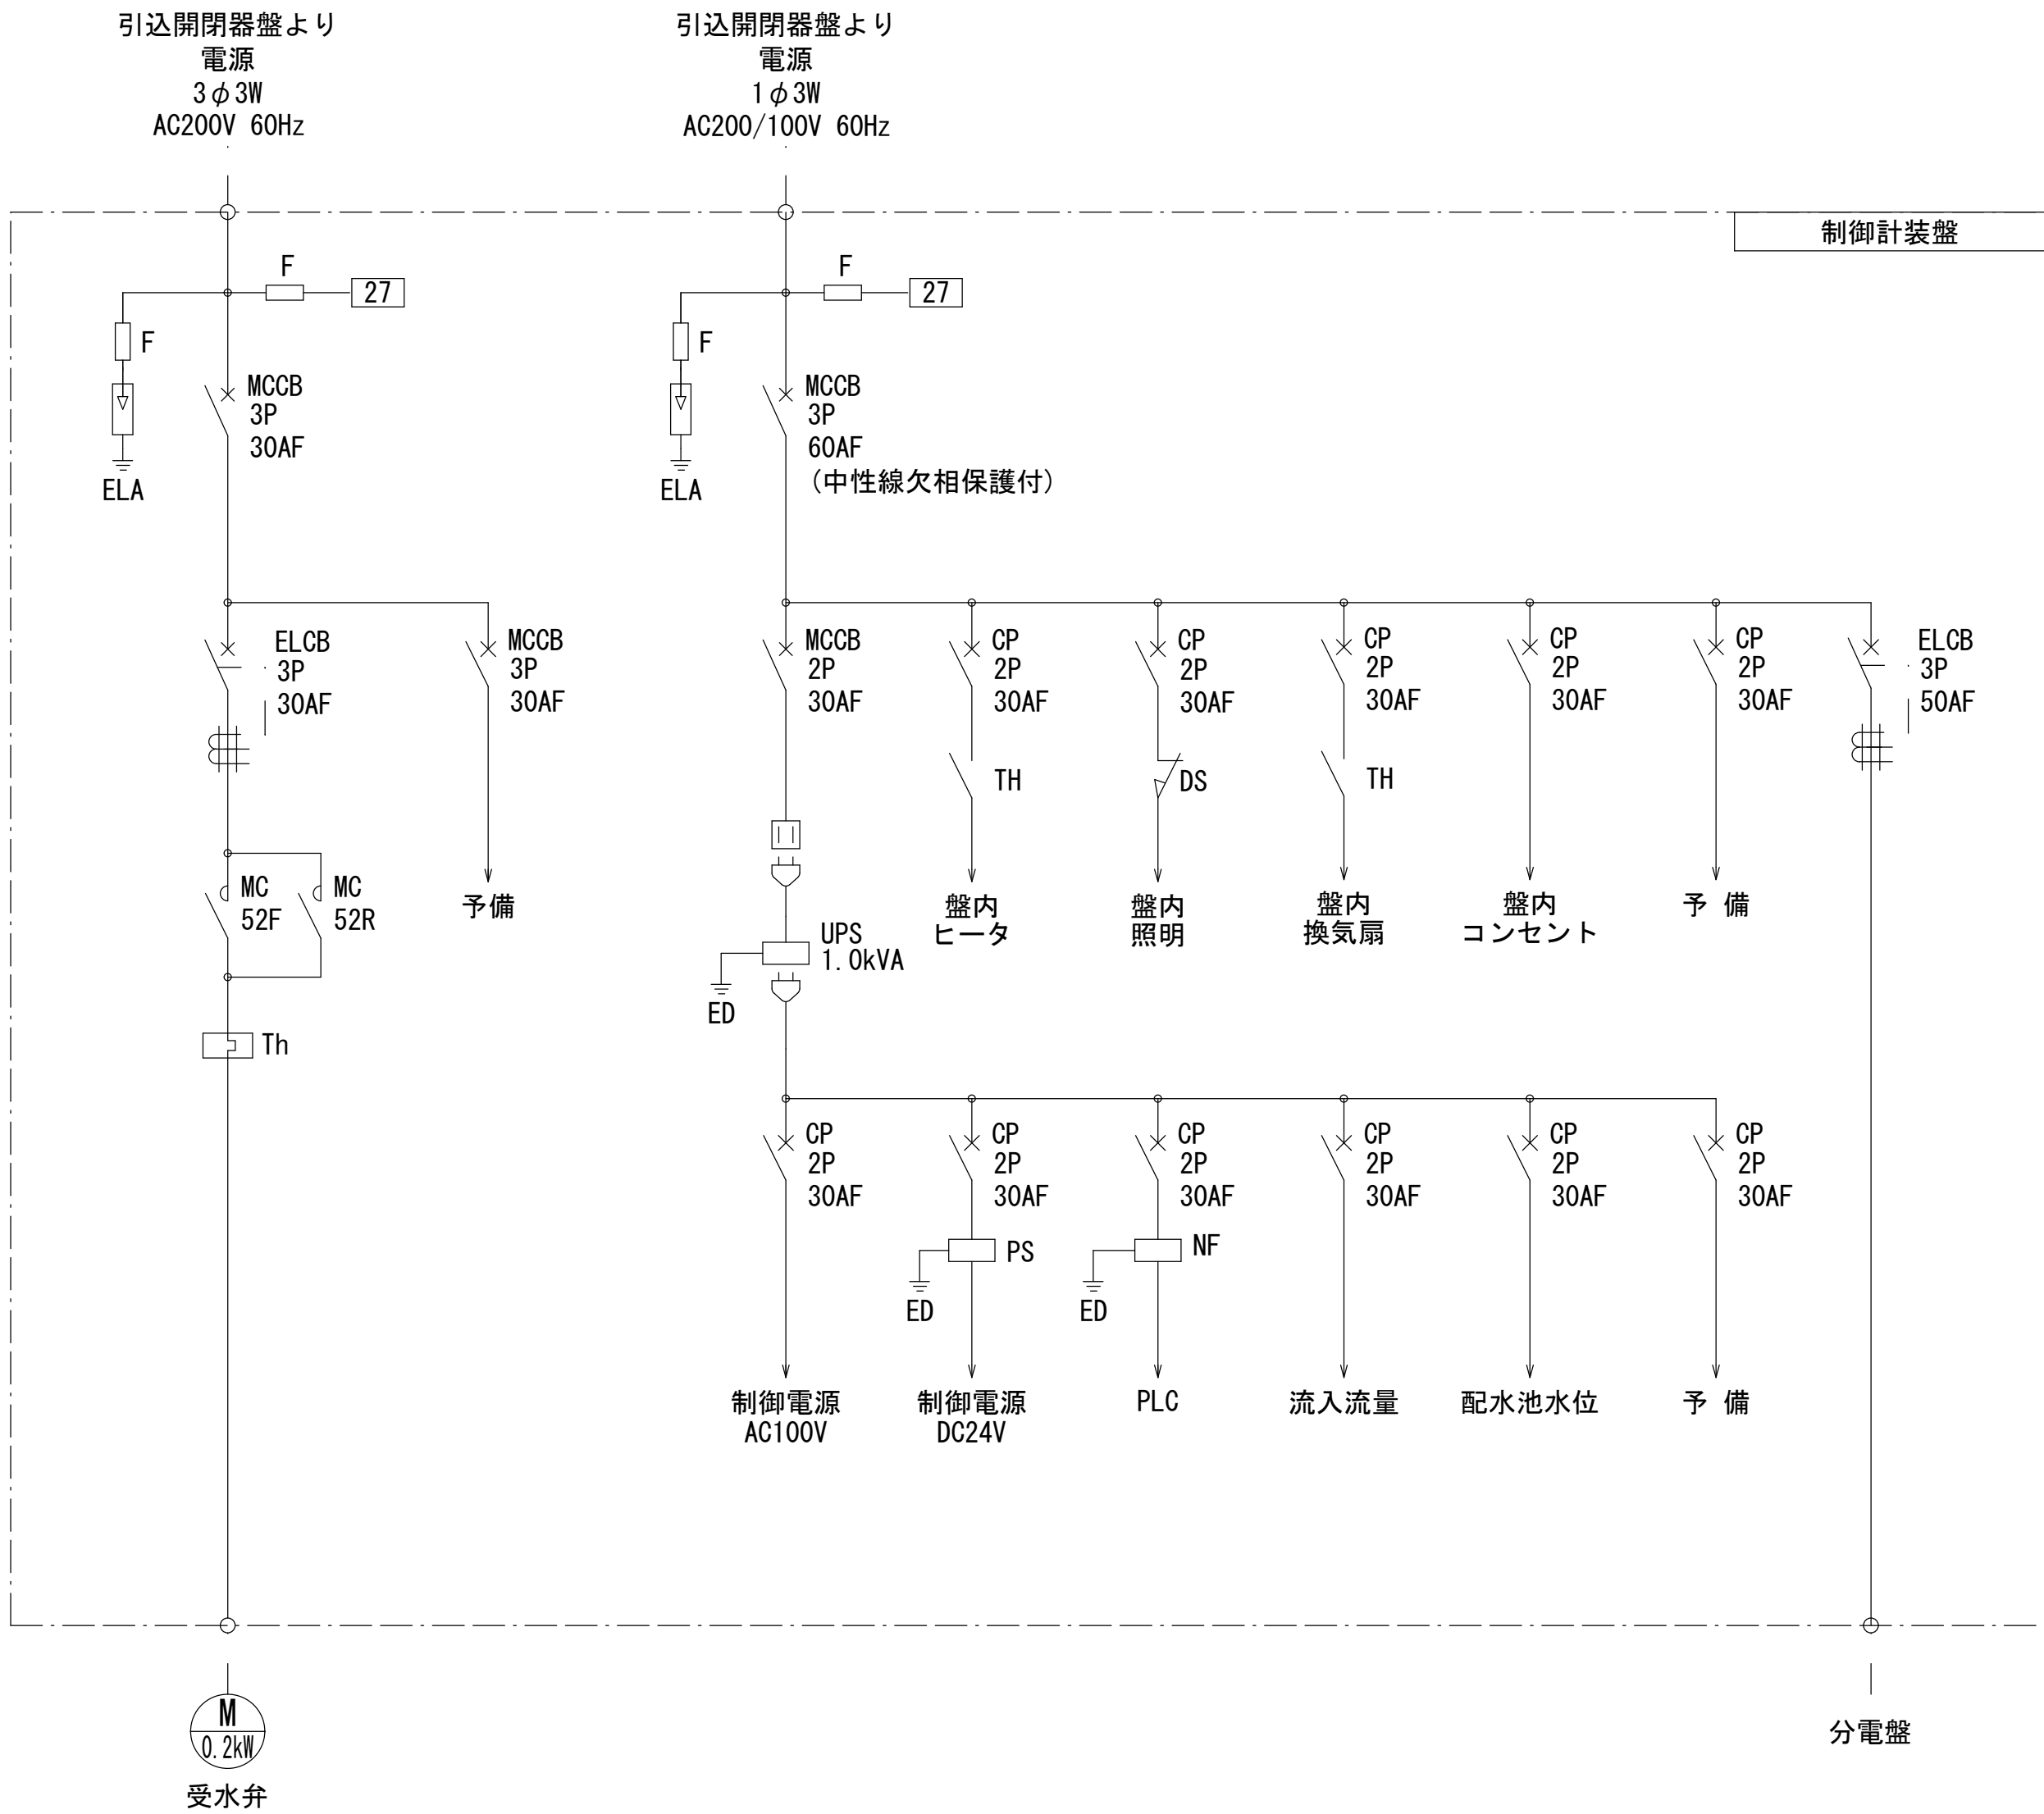 引込開閉器盤より
電源
3φ3W
AC200V 60Hz
引込開閉器盤より
電源
1φ3W
AC200/100V 60Hz
制御計装盤
F
27
F
ELA
MCCB
3P
30AF
F
27
F
ELA
MCCB
3P
60AF
(中性線欠相保護付)
ELCB
3P
30AF
MCCB
3P
30AF
予備
MC
52F
MC
52R
Th
MCCB
2P
30AF
UPS
1.0kVA
ED
CP
2P
30AF
TH
盤内
ヒータ
CP
2P
30AF
DS
盤内
照明
CP
2P
30AF
TH
盤内
換気扇
CP
2P
30AF
盤内
コンセント
CP
2P
30AF
予 備
ELCB
3P
50AF
CP
2P
30AF
制御電源
AC100V
CP
2P
30AF
PS
ED
制御電源
DC24V
CP
2P
30AF
NF
ED
PLC
CP
2P
30AF
流入流量
CP
2P
30AF
配水池水位
CP
2P
30AF
予 備
M
0.2kW
受水弁
分電盤